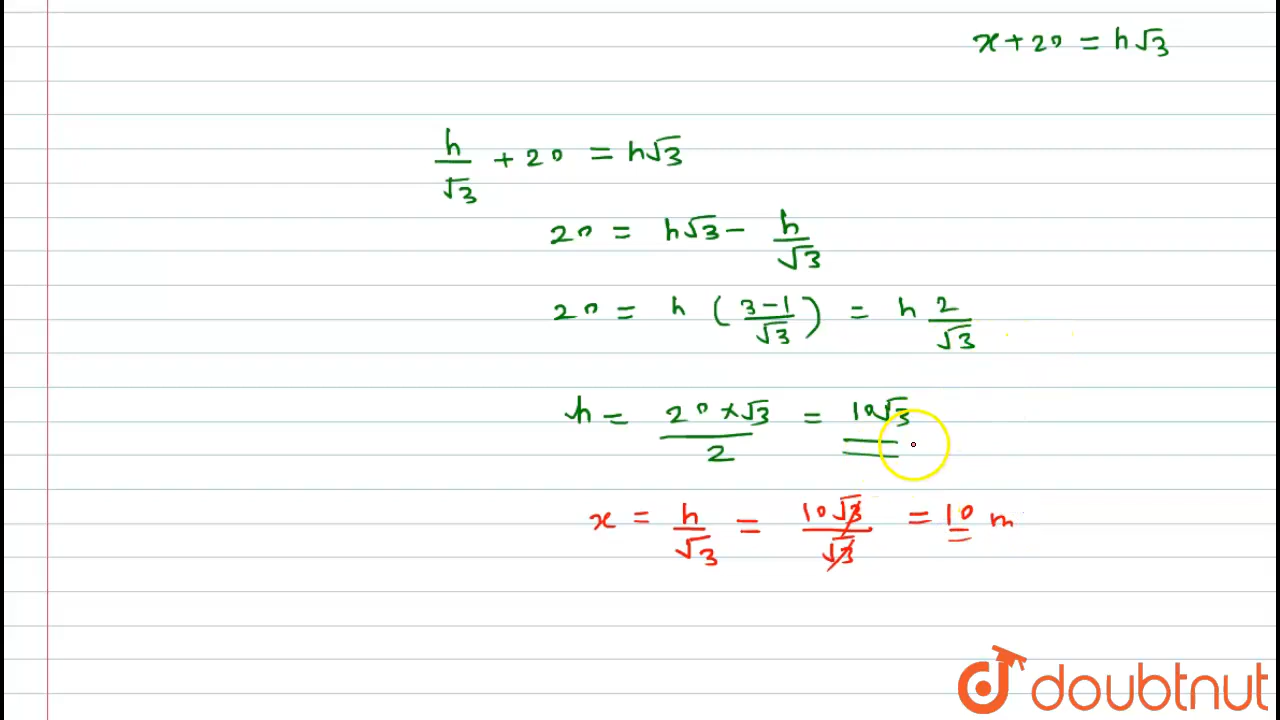 x + 20 = h√3
h/√3 + 20 = h√3
20 = h√3 - h/√3
20 = h (3-1/√3) = h 2/√3
h = 20 × √3/2 = 10√3
x = h/√3 = 10√3/√3 = 10 m
doubtnut